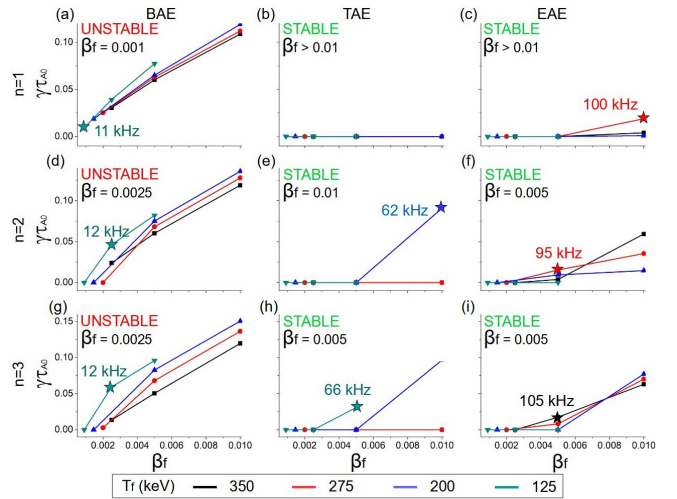 BAE TAE EAE
(a) UNSTABLE
βf = 0.001
11 kHz
(b) STABLE
βf > 0.01
(c) STABLE
βf > 0.01
100 kHz
n=1
γτA0
0.10
0.05
0.00
(d) UNSTABLE
βf = 0.0025
12 kHz
(e) STABLE
βf = 0.01
62 kHz
(f) STABLE
βf = 0.005
95 kHz
n=2
γτA0
0.10
0.05
0.00
(g) UNSTABLE
βf = 0.0025
12 kHz
(h) STABLE
βf = 0.005
66 kHz
(i) STABLE
βf = 0.005
105 kHz
n=3
γτA0
0.15
0.10
0.05
0.00
0.002 0.004 0.006 0.008 0.010 0.002 0.004 0.006 0.008 0.010 0.002 0.004 0.006 0.008 0.010
βf βf βf
Tf (keV) 350 275 200 125